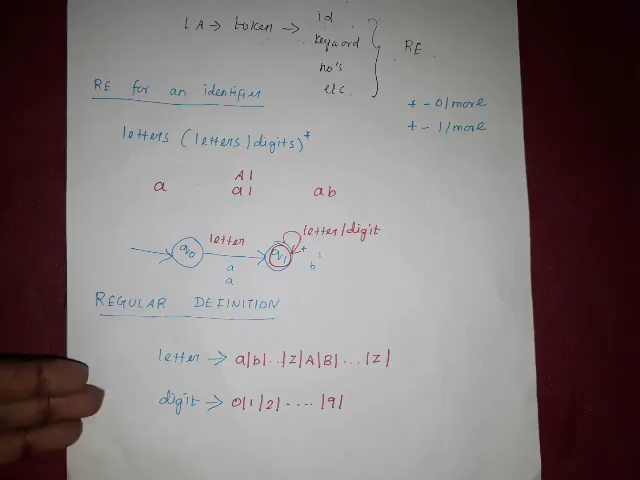 LA → token → id
keyword
no's
etc.
} RE
RE for an identifier
* - 0/more
+ - 1/more
letters (letters/digits)*
a A1 a1 ab
q0 letter q1 letter/digit
a
a
* 1
b
REGULAR DEFINITION
letter → a|b|..|z|A|B|...|Z|
digit → 0|1|2|....|9|